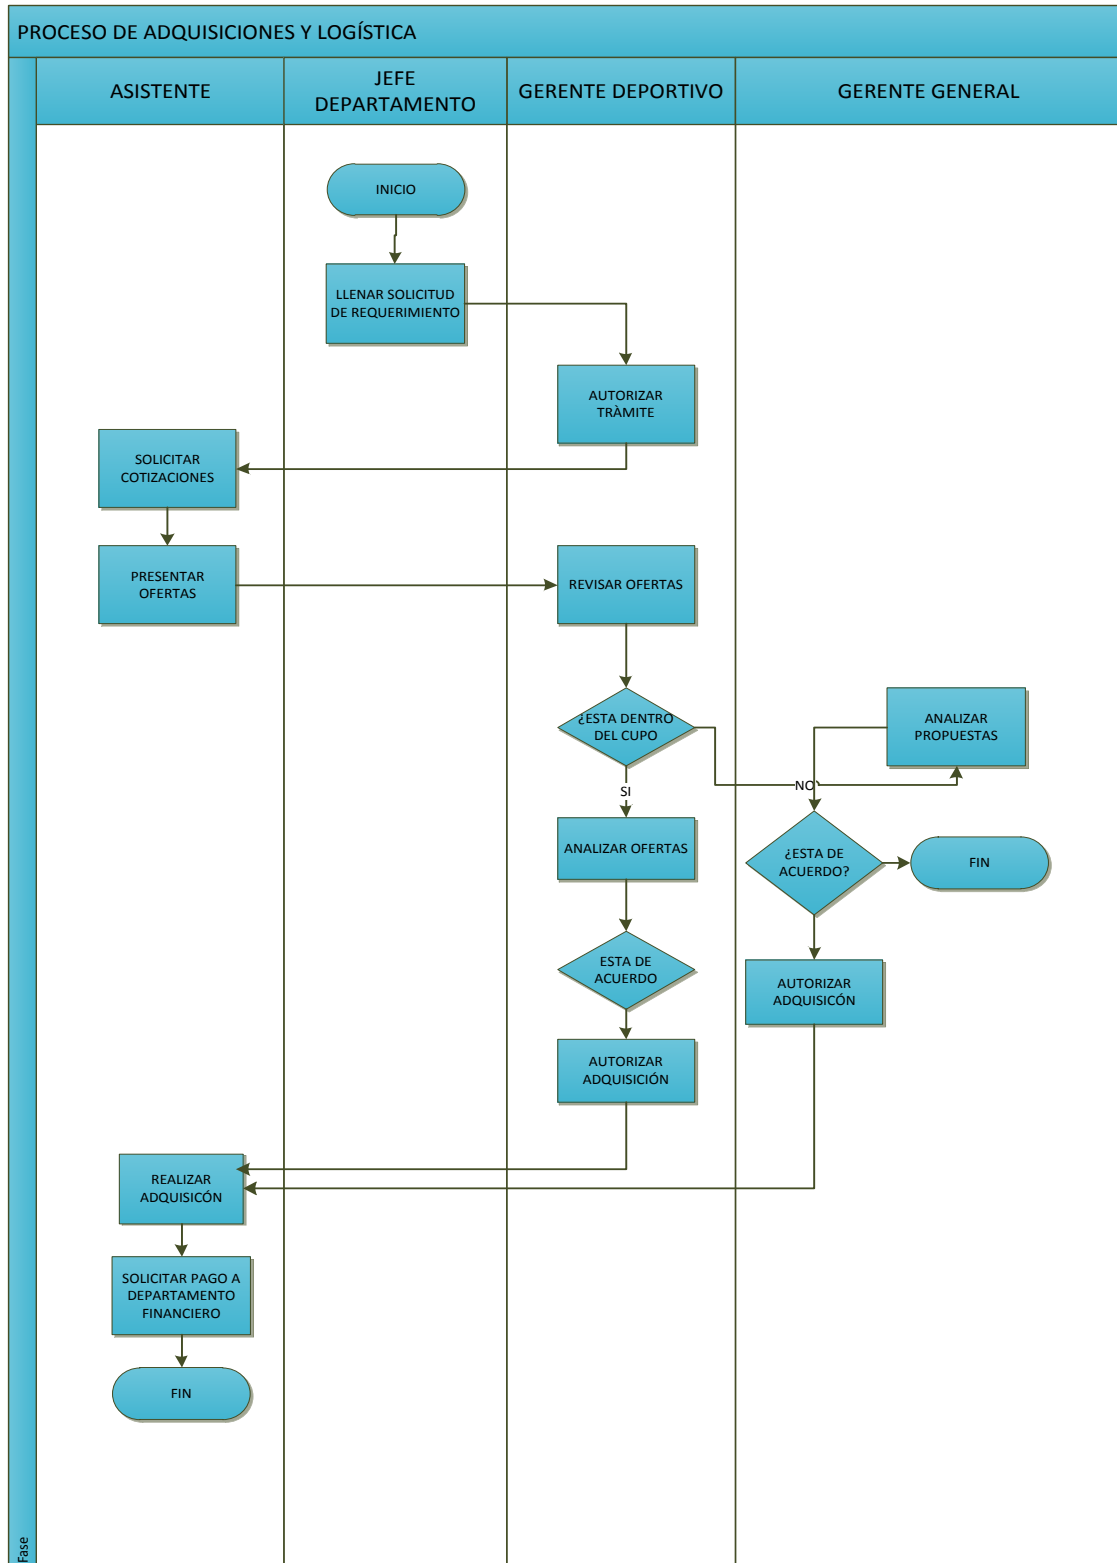 PROCESO DE ADQUISICIONES Y LOGÍSTICA
ASISTENTE
JEFE
DEPARTAMENTO
GERENTE DEPORTIVO
GERENTE GENERAL
INICIO
LLENAR SOLICITUD
DE REQUERIMIENTO
AUTORIZAR
TRÀMITE
SOLICITAR
COTIZACIONES
PRESENTAR
OFERTAS
REVISAR OFERTAS
¿ESTA DENTRO
DEL CUPO
ANALIZAR
PROPUESTAS
NO
SI
ANALIZAR OFERTAS
¿ESTA DE
ACUERDO?
FIN
ESTA DE
ACUERDO
AUTORIZAR
ADQUISICÓN
AUTORIZAR
ADQUISICIÓN
REALIZAR
ADQUISICÓN
SOLICITAR PAGO A
DEPARTAMENTO
FINANCIERO
FIN
Fase